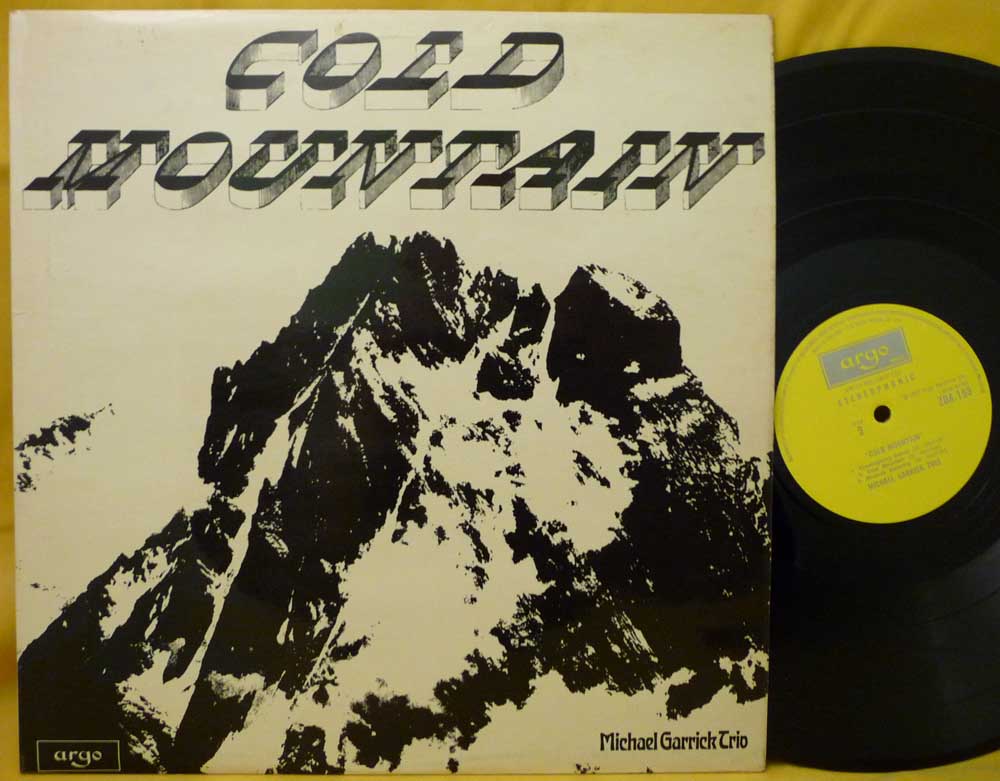 COLD
MOUNTAIN
Michael Garrick Trio
argo
argo
STEREOPHONIC
ZDA.153
"COLD MOUNTAIN"
MICHAEL GARRICK TRIO